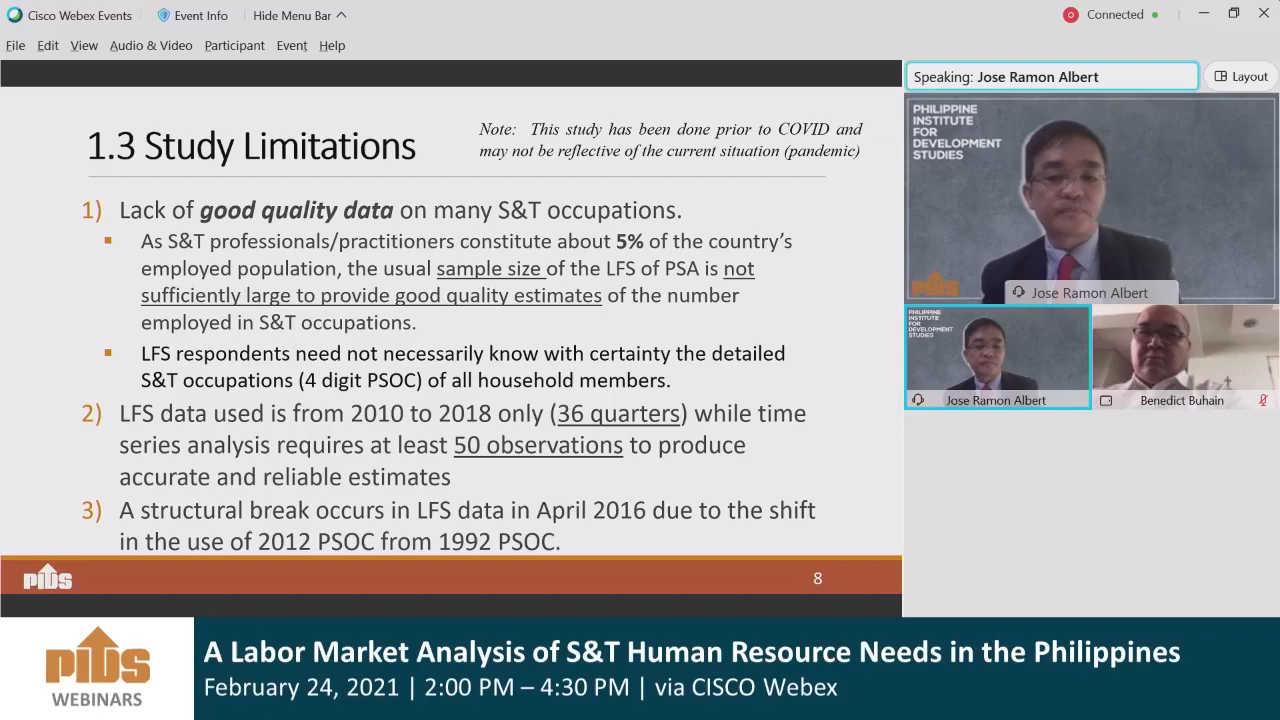 Cisco Webex Events
Event Info
Hide Menu Bar
Connected
File Edit View Audio & Video Participant Event Help
Speaking: Jose Ramon Albert
Layout
1.3 Study Limitations
Note: This study has been done prior to COVID and
may not be reflective of the current situation (pandemic)
1) Lack of good quality data on many S&T occupations.
As S&T professionals/practitioners constitute about 5% of the country's
employed population, the usual sample size of the LFS of PSA is not
sufficiently large to provide good quality estimates of the number
employed in S&T occupations.
LFS respondents need not necessarily know with certainty the detailed
S&T occupations (4 digit PSOC) of all household members.
2) LFS data used is from 2010 to 2018 only (36 quarters) while time
series analysis requires at least 50 observations to produce
accurate and reliable estimates
3) A structural break occurs in LFS data in April 2016 due to the shift
in the use of 2012 PSOC from 1992 PSOC.
PIDS
8
PHILIPPINE
INSTITUTE
FOR
DEVELOPMENT
STUDIES
PIDS
Jose Ramon Albert
PHILIPPINE
INSTITUTE
FOR
DEVELOPMENT
STUDIES
Jose Ramon Albert
Benedict Buhain
PIDS
WEBINARS
A Labor Market Analysis of S&T Human Resource Needs in the Philippines
February 24, 2021 | 2:00 PM – 4:30 PM | via CISCO Webex